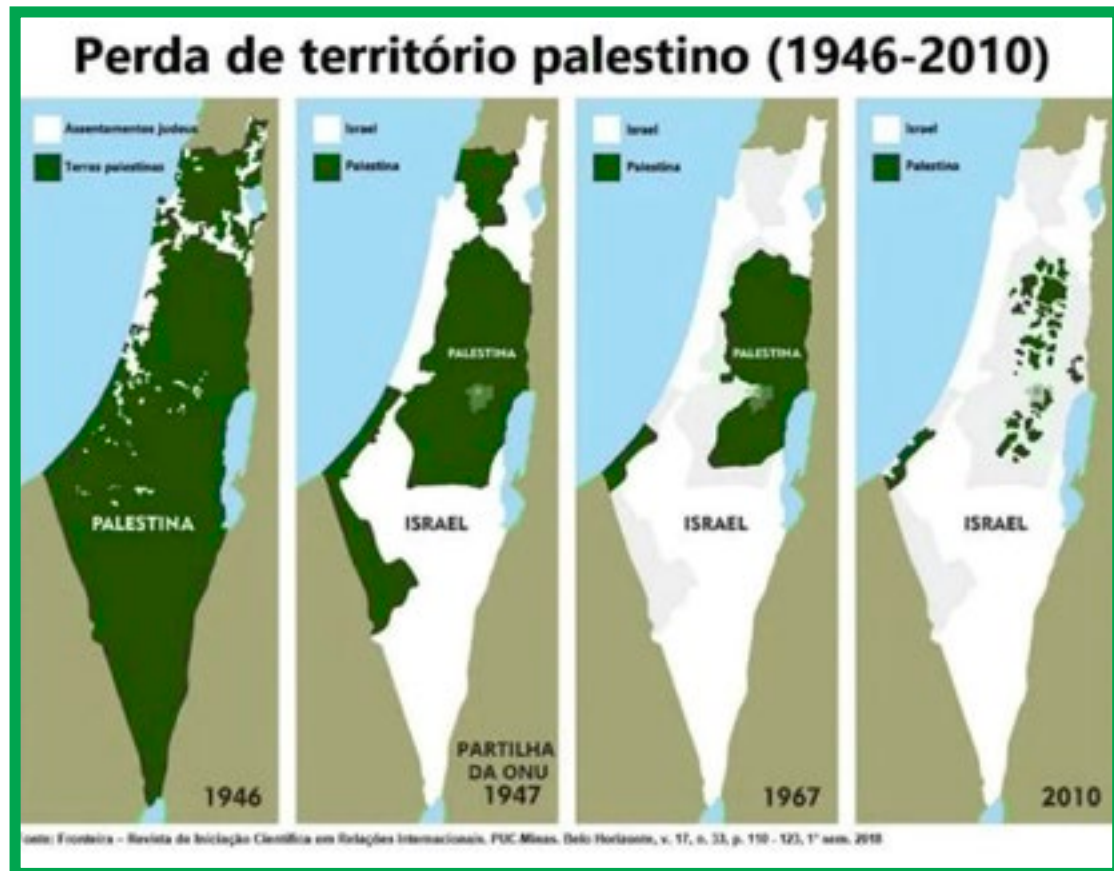 Perda de território palestino (1946-2010)
Assentamentos judeus
Terras palestinas
PALESTINA
1946
Israel
Palestina
PALESTINA
ISRAEL
PARTILHA
DA ONU
1947
Israel
Palestina
PALESTINA
ISRAEL
1967
Israel
Palestina
ISRAEL
2010
onte: Fronteira – Revista de Iniciação Científica em Relações Internacionais. PUC-Minas. Belo Horizonte, v. 17, n. 33, p. 110 - 123, 1º sem. 2018